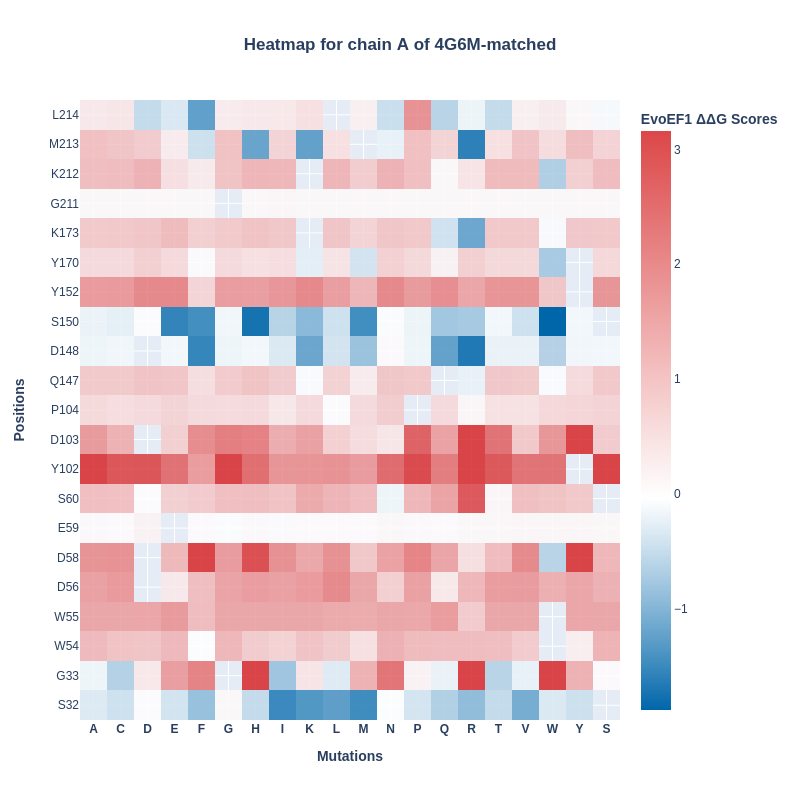 Heatmap for chain A of 4G6M-matched
EvoEF1 ΔΔG Scores
L214
M213
K212
G211
K173
Y170
Y152
S150
D148
Q147
P104
D103
Y102
S60
E59
D58
D56
W55
W54
G33
S32
Positions
A C D E F G H I K L M N P Q R T V W Y S
Mutations
3
2
1
0
−1